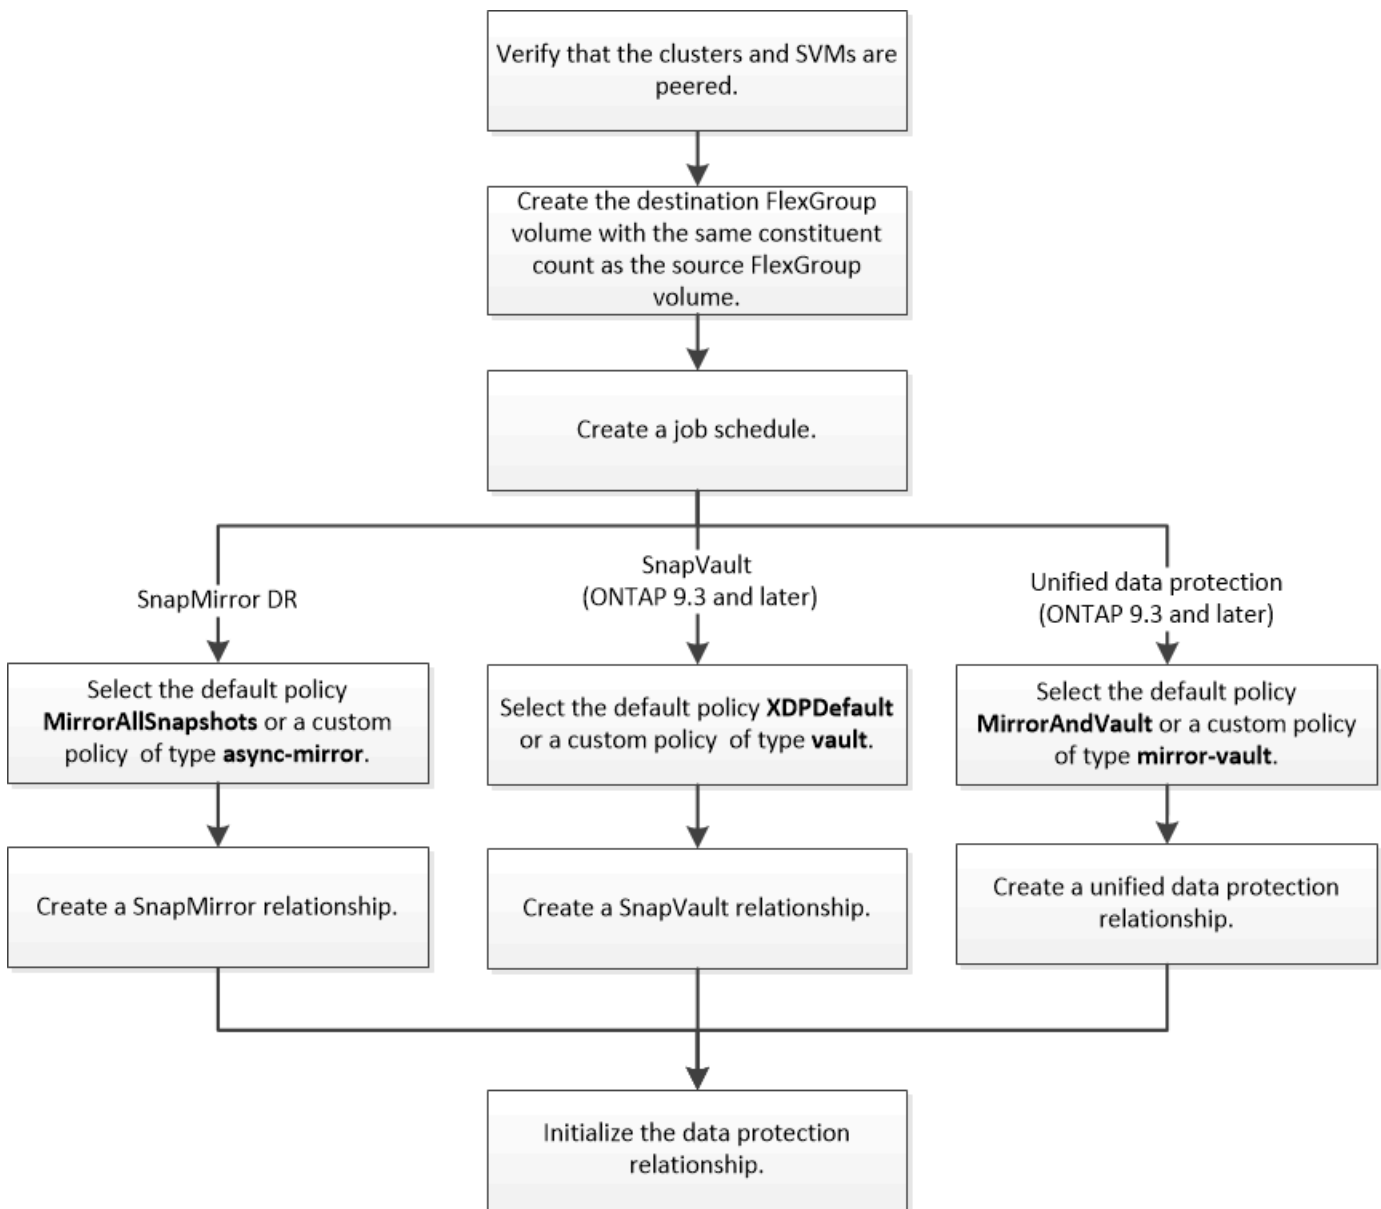 Verify that the clusters and SVMs are
peered.
Create the destination FlexGroup
volume with the same constituent
count as the source FlexGroup
volume.
Create a job schedule.
SnapMirror DR
SnapVault
(ONTAP 9.3 and later)
Unified data protection
(ONTAP 9.3 and later)
Select the default policy
MirrorAllSnapshots or a custom
policy of type async-mirror.
Select the default policy XDPDefault
or a custom policy of type vault.
Select the default policy
MirrorAndVault or a custom policy
of type mirror-vault.
Create a SnapMirror relationship.
Create a SnapVault relationship.
Create a unified data protection
relationship.
Initialize the data protection
relationship.